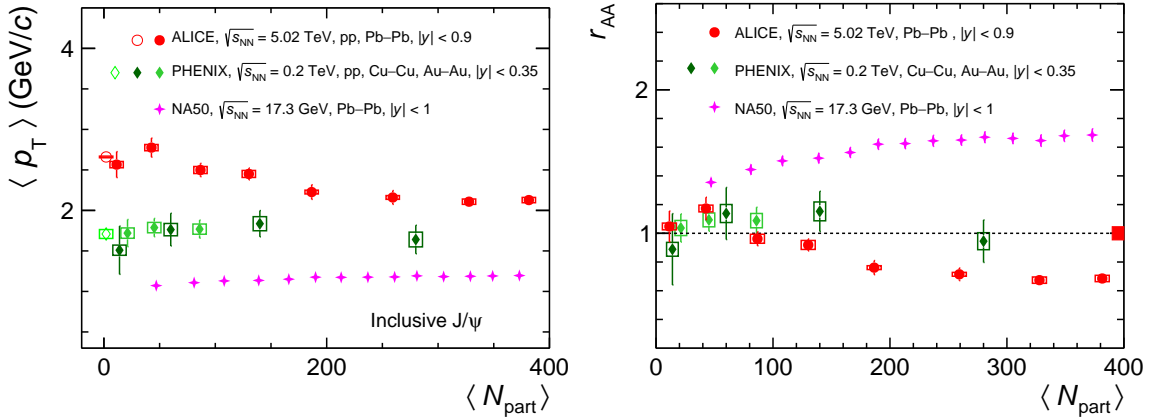 ⟨ p_T ⟩ (GeV/c)
4
2
ALICE, √s_NN = 5.02 TeV, pp, Pb−Pb, |y| < 0.9
PHENIX, √s_NN = 0.2 TeV, pp, Cu−Cu, Au−Au, |y| < 0.35
NA50, √s_NN = 17.3 GeV, Pb−Pb, |y| < 1
Inclusive J/ψ
0 200 400
⟨ N_part ⟩
r_AA
2
1
ALICE, √s_NN = 5.02 TeV, Pb−Pb , |y| < 0.9
PHENIX, √s_NN = 0.2 TeV, Cu−Cu, Au−Au, |y| < 0.35
NA50, √s_NN = 17.3 GeV, Pb−Pb, |y| < 1
0 100 200 300 400
⟨ N_part ⟩